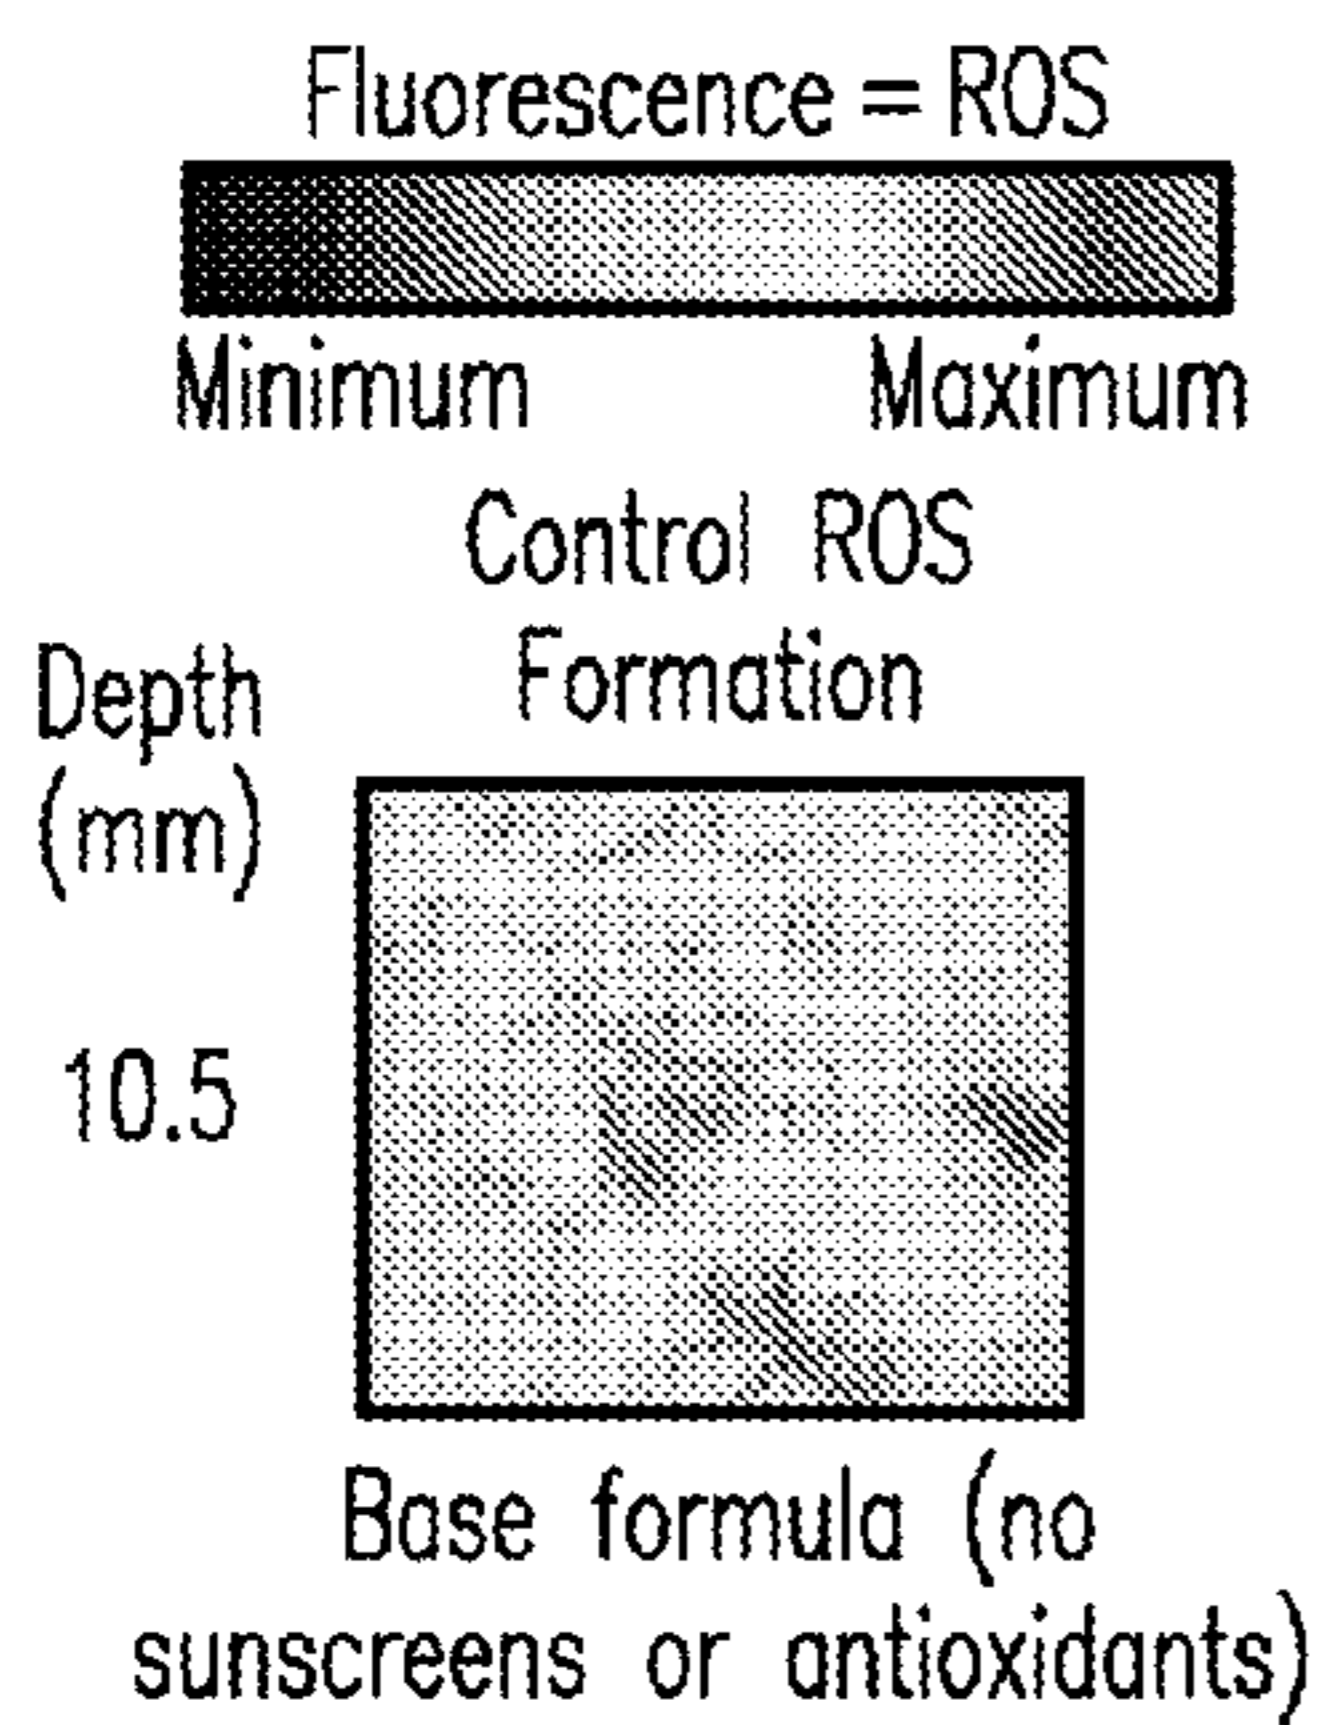 Fluorescence = ROS
Minimum Maximum
Control ROS
Formation
Depth
(mm)
10.5
Base formula (no
sunscreens or antioxidants)